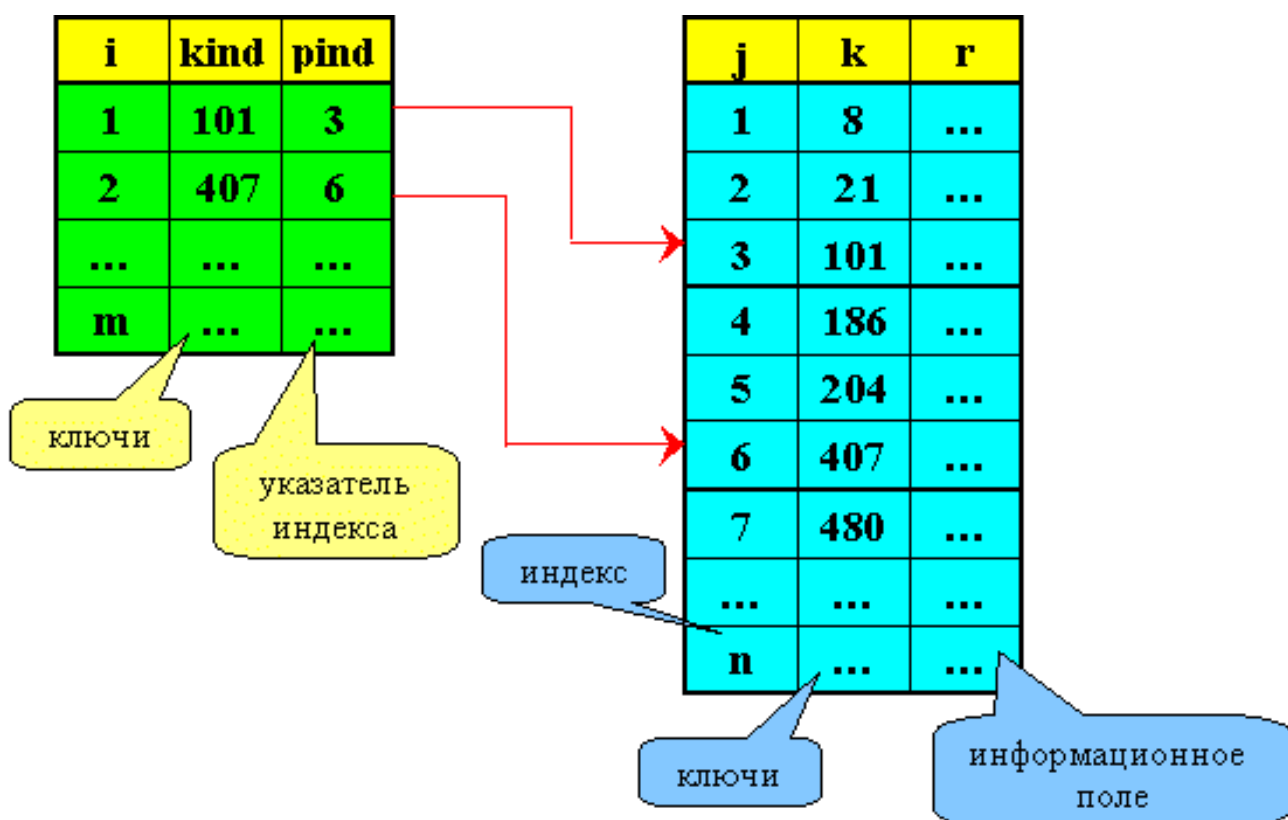 i kind pind
1 101 3
2 407 6
... ... ...
m ... ...
ключи
указатель
индекса
j k r
1 8 ...
2 21 ...
3 101 ...
4 186 ...
5 204 ...
6 407 ...
7 480 ...
... ... ...
n ... ...
индекс
ключи
информационное
поле